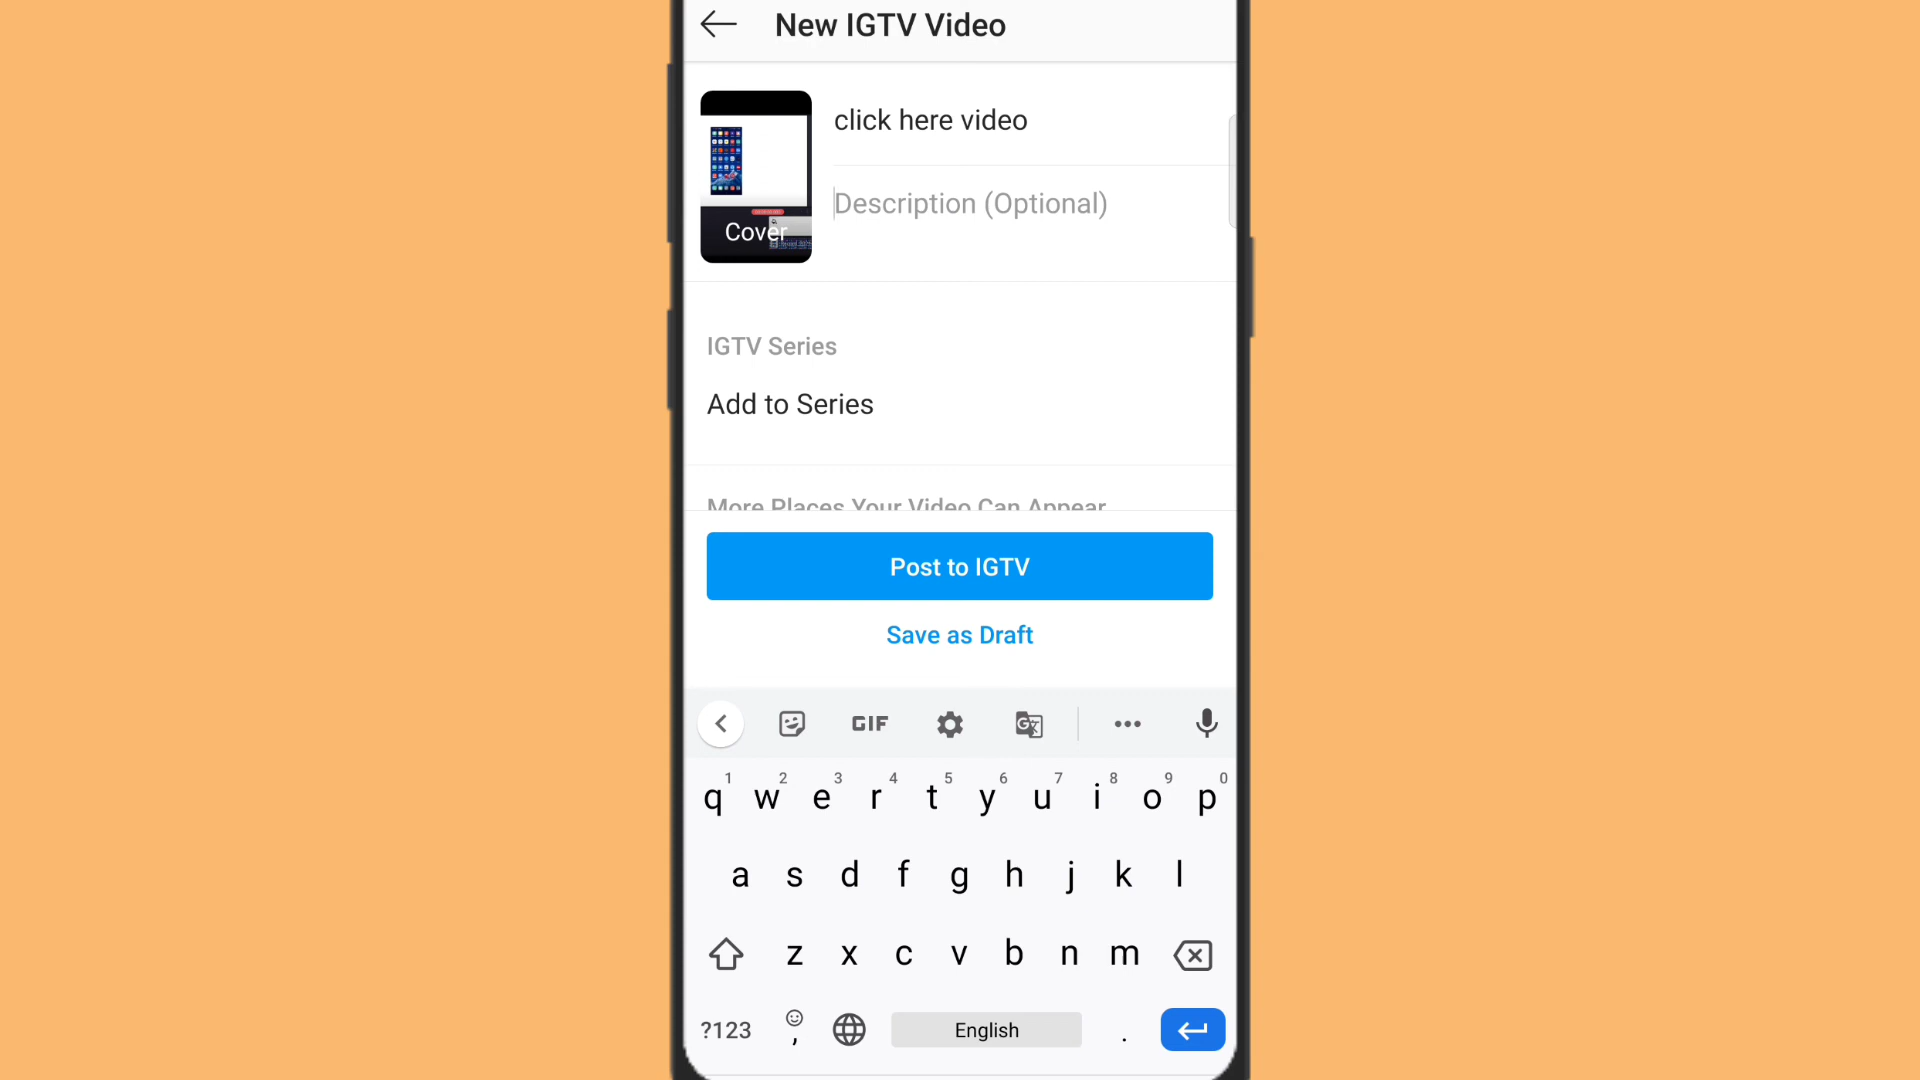 New IGTV Video
click here video
Description (Optional)
Cover
IGTV Series
Add to Series
More Places Your Video Can Appear
Post to IGTV
Save as Draft
GIF
1 2 3 4 5 6 7 8 9 0
q w e r t y u i o p
a s d f g h j k l
z x c v b n m
?123 , English .